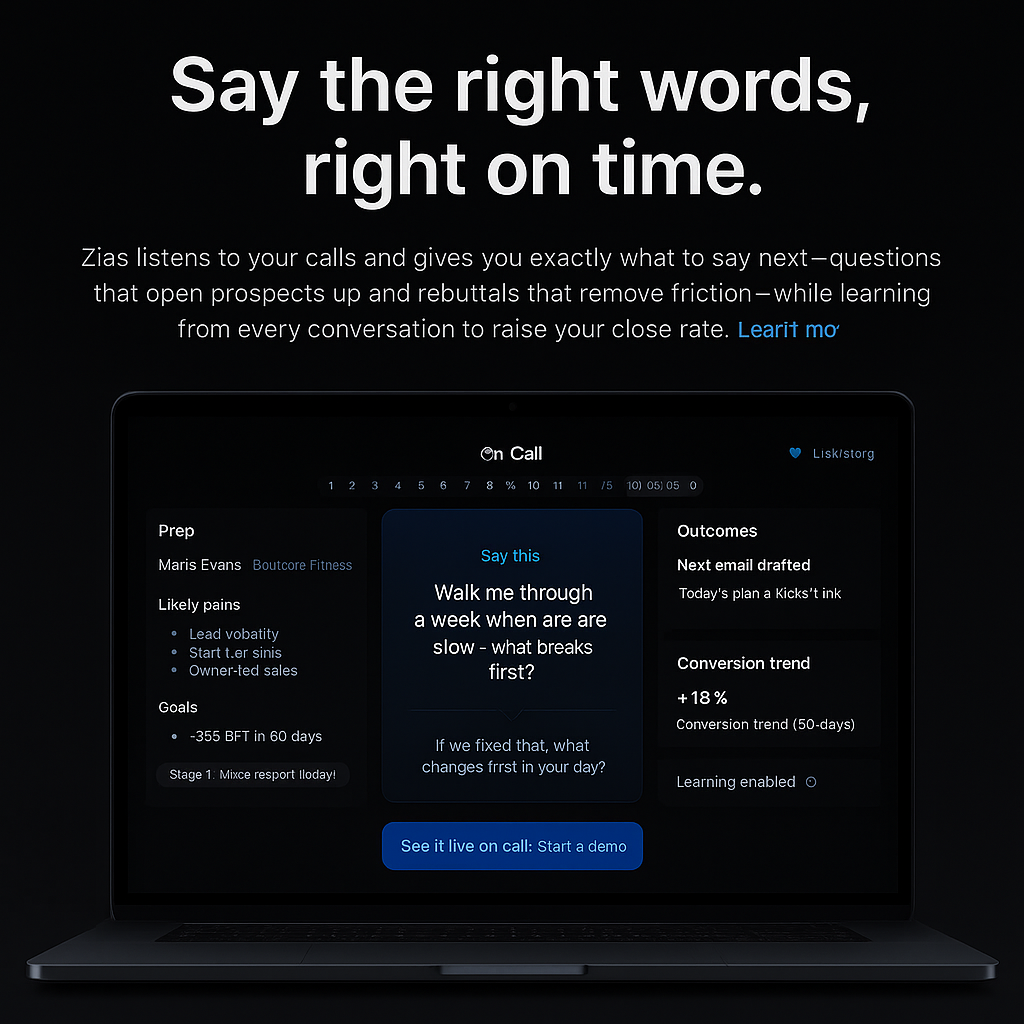 Say the right words,
right on time.
Zias listens to your calls and gives you exactly what to say next—questions
that open prospects up and rebuttals that remove friction—while learning
from every conversation to raise your close rate. Learit mo
On Call
Lısk/storg
1 2 3 4 5 6 7 8 % 10 11 11 /5 10) 05) 05 0
Prep
Maris Evans Boutcore Fitness
Likely pains
• Lead vobatity
• Start t.er sinis
• Owner-ted sales
Goals
• -355 BFT in 60 days
Stage 1. Mixce resport lloday!
Say this
Walk me through
a week when are are
slow - what breaks
first?
If we fixed that, what
changes frrst in your day?
Outcomes
Next email drafted
Today's plan a Kicks't ink
Conversion trend
+18 %
Conversion trend (50-days)
Learning enabled
See it live on call: Start a demo